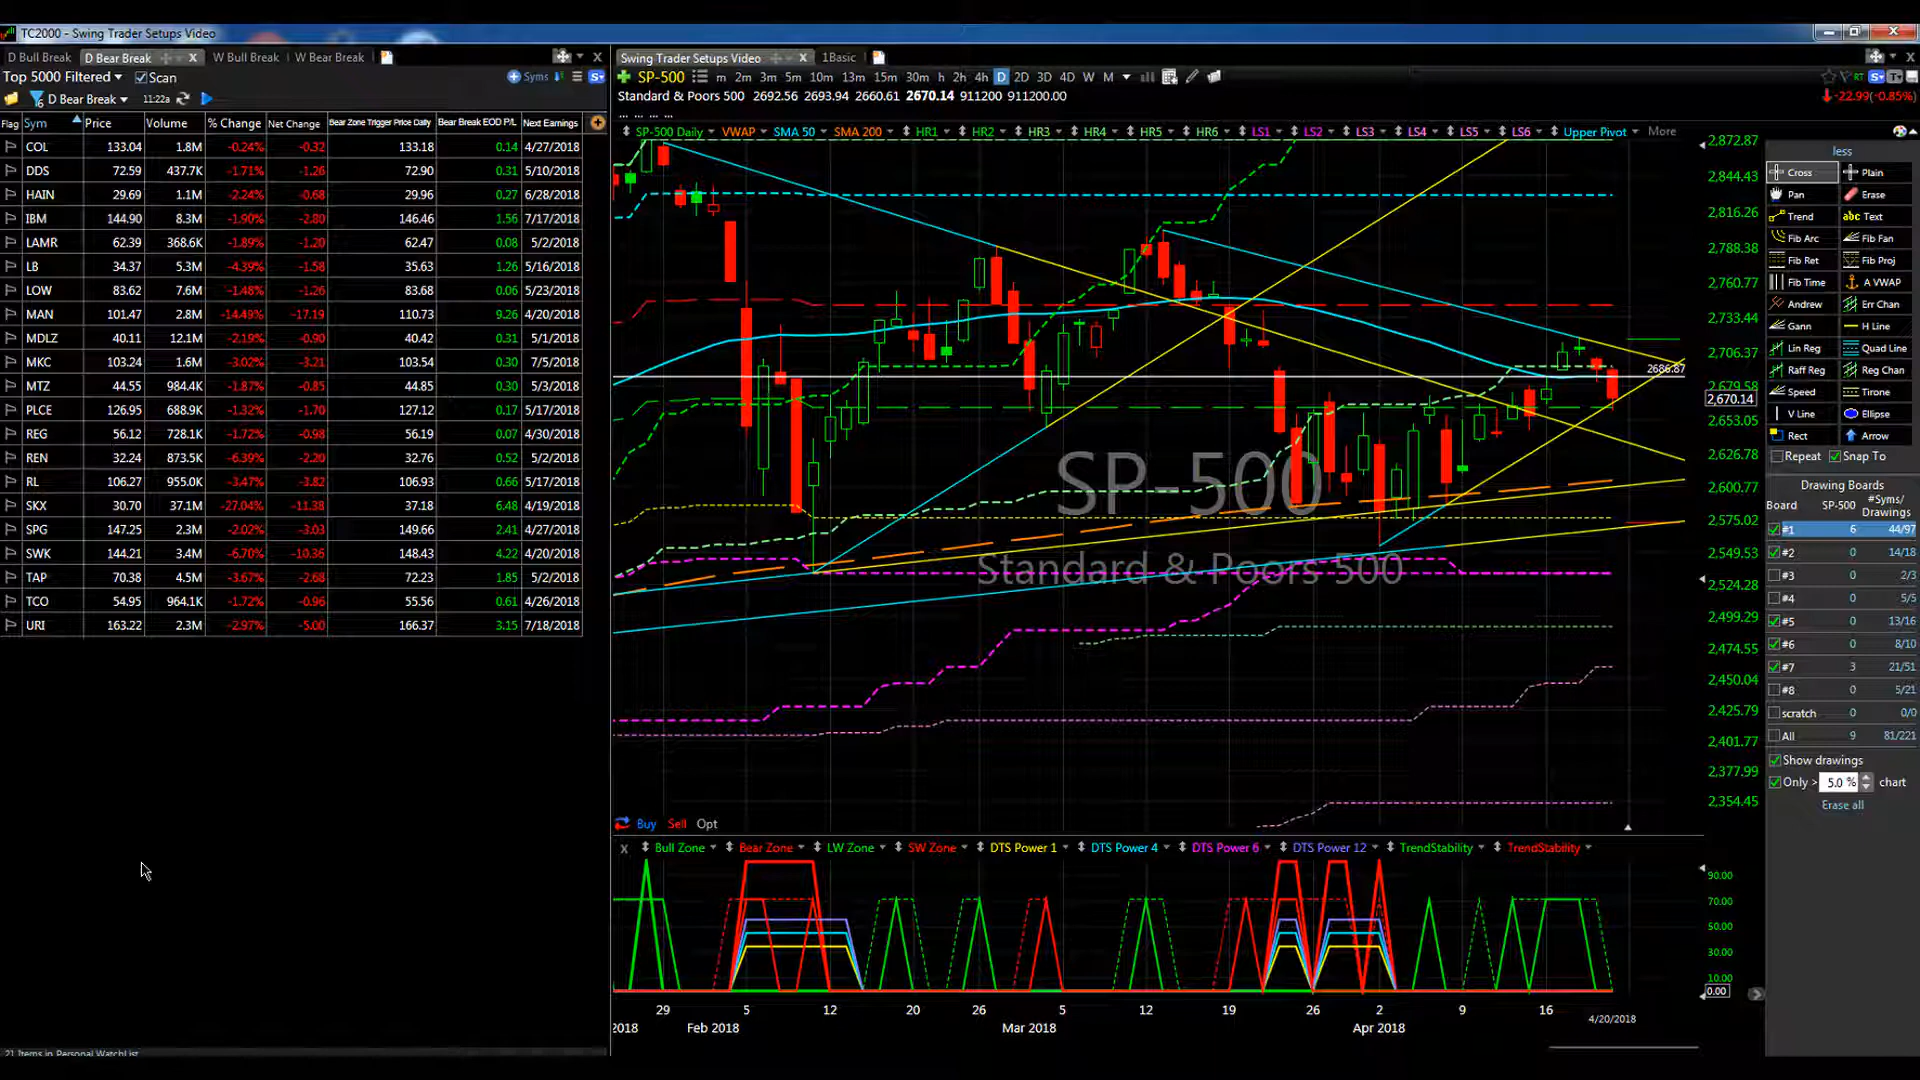 TC2000 - Swing Trader Setups Video
D Bull Break D Bear Break X W Bull Break W Bear Break
Top 5000 Filtered Scan Syms
D Bear Break 11:22a
Flag Sym Price Volume % Change Net Change Bear Zone Trigger Price Daily Bear Break EOD P/L Next Earnings
COL 133.04 1.8M -0.24% -0.32 133.18 0.14 4/27/2018
DDS 72.59 437.7K -1.71% -1.26 72.90 0.31 5/10/2018
HAIN 29.69 1.1M -2.24% -0.68 29.96 0.27 6/28/2018
IBM 144.90 8.3M -1.90% -2.80 146.46 1.56 7/17/2018
LAMR 62.39 368.6K -1.89% -1.20 62.47 0.08 5/2/2018
LB 34.37 5.3M -4.39% -1.58 35.63 1.26 5/16/2018
LOW 83.62 7.6M -1.48% -1.26 83.68 0.06 5/23/2018
MAN 101.47 2.8M -14.49% -17.19 110.73 9.26 4/20/2018
MDLZ 40.11 12.1M -2.19% -0.90 40.42 0.31 5/1/2018
MKC 103.24 1.6M -3.02% -3.21 103.54 0.30 7/5/2018
MTZ 44.55 984.4K -1.87% -0.85 44.85 0.30 5/3/2018
PLCE 126.95 688.9K -1.32% -1.70 127.12 0.17 5/17/2018
REG 56.12 728.1K -1.72% -0.98 56.19 0.07 4/30/2018
REN 32.24 873.5K -6.39% -2.20 32.76 0.52 5/2/2018
RL 106.27 955.0K -3.47% -3.82 106.93 0.66 5/17/2018
SKX 30.70 37.1M -27.04% -11.38 37.18 6.48 4/19/2018
SPG 147.25 2.3M -2.02% -3.03 149.66 2.41 4/27/2018
SWK 144.21 3.4M -6.70% -10.36 148.43 4.22 4/20/2018
TAP 70.38 4.5M -3.67% -2.68 72.23 1.85 5/2/2018
TCO 54.95 964.1K -1.72% -0.96 55.56 0.61 4/26/2018
URI 163.22 2.3M -2.97% -5.00 166.37 3.15 7/18/2018
21 Items in Personal WatchList
Swing Trader Setups Video X 1Basic
SP-500 m 2m 3m 5m 10m 13m 15m 30m h 2h 4h D 2D 3D 4D W M
Standard & Poors 500 2692.56 2693.94 2660.61 2670.14 911200 911200.00 -22.99(-0.85%)
SP-500 Daily VWAP SMA 50 SMA 200 HR1 HR2 HR3 HR4 HR5 HR6 LS1 LS2 LS3 LS4 LS5 LS6 Upper Pivot More
2,872.87
2,844.43
2,816.26
2,788.38
2,760.77
2,733.44
2,706.37
2686.87
2,679.58
2,670.14
2,653.05
2,626.78
2,600.77
2,575.02
2,549.53
2,524.28
2,499.29
2,474.55
2,450.04
2,425.79
2,401.77
2,377.99
2,354.45
SP-500
Standard & Poors 500
Buy Sell Opt
X Bull Zone Bear Zone LW Zone SW Zone DTS Power 1 DTS Power 4 DTS Power 6 DTS Power 12 TrendStability TrendStability
90.00
70.00
50.00
30.00
10.00
0.00
29 5 12 20 26 5 12 19 26 2 9 16
2018 Feb 2018 Mar 2018 Apr 2018 4/20/2018
less
Cross Plain
Pan Erase
Trend abc Text
Fib Arc Fib Fan
Fib Ret Fib Proj
Fib Time A VWAP
Andrew Err Chan
Gann H Line
Lin Reg Quad Line
Raff Reg Reg Chan
Speed Tirone
V Line Ellipse
Rect Arrow
Repeat Snap To
Drawing Boards
Board SP-500 #Syms/ Drawings
#1 6 44/97
#2 0 14/18
#3 0 2/3
#4 0 5/5
#5 0 13/16
#6 0 8/10
#7 3 21/51
#8 0 5/21
scratch 0 0/0
All 9 81/221
Show drawings
Only > 5.0 % chart
Erase all